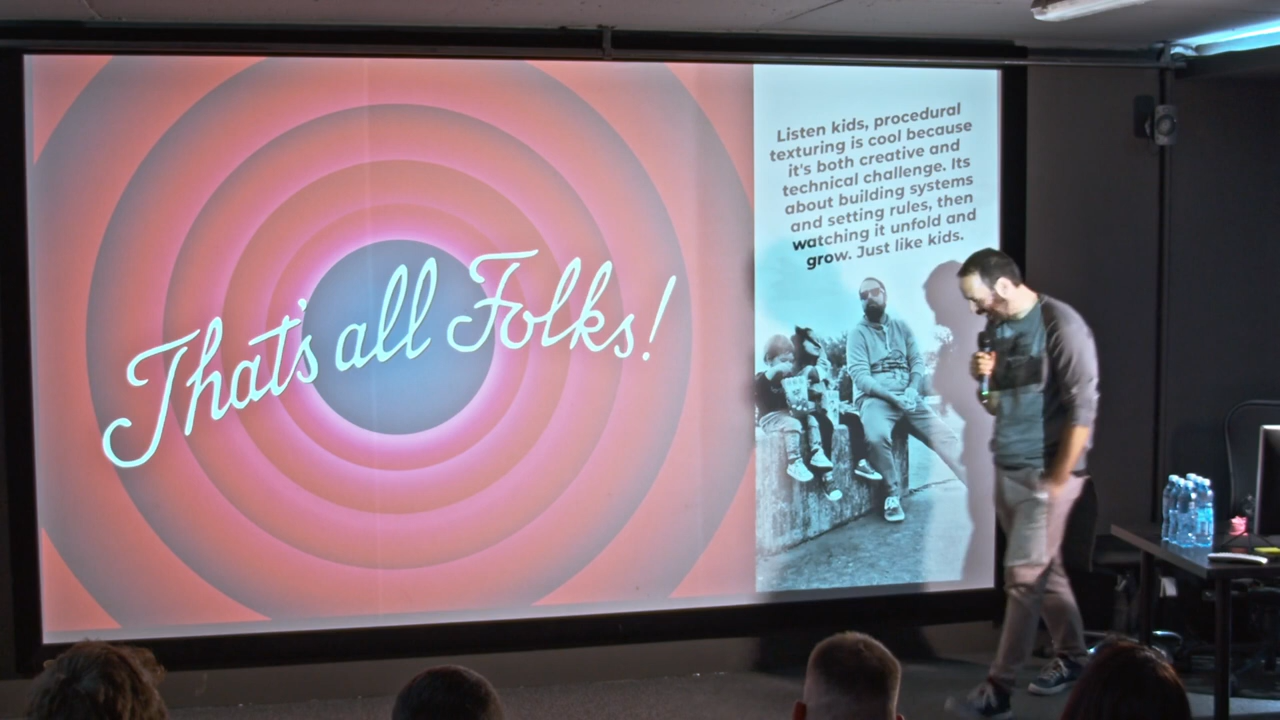 That's all Folks!
Listen kids, procedural
texturing is cool because
it's both creative and
technical challenge. Its
about building systems
and setting rules, then
watching it unfold and
grow. Just like kids.